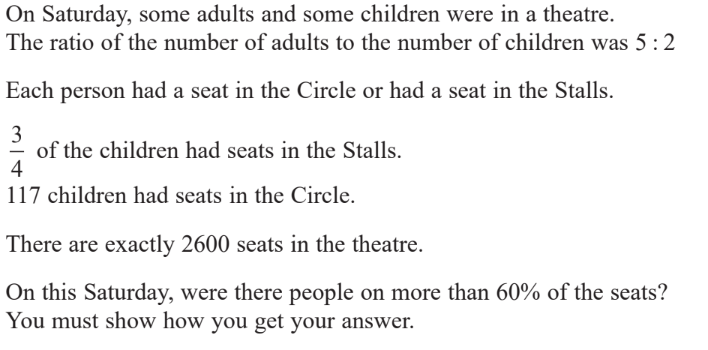 On Saturday, some adults and some children were in a theatre.
The ratio of the number of adults to the number of children was 5 : 2
Each person had a seat in the Circle or had a seat in the Stalls.
3/4 of the children had seats in the Stalls.
117 children had seats in the Circle.
There are exactly 2600 seats in the theatre.
On this Saturday, were there people on more than 60% of the seats?
You must show how you get your answer.